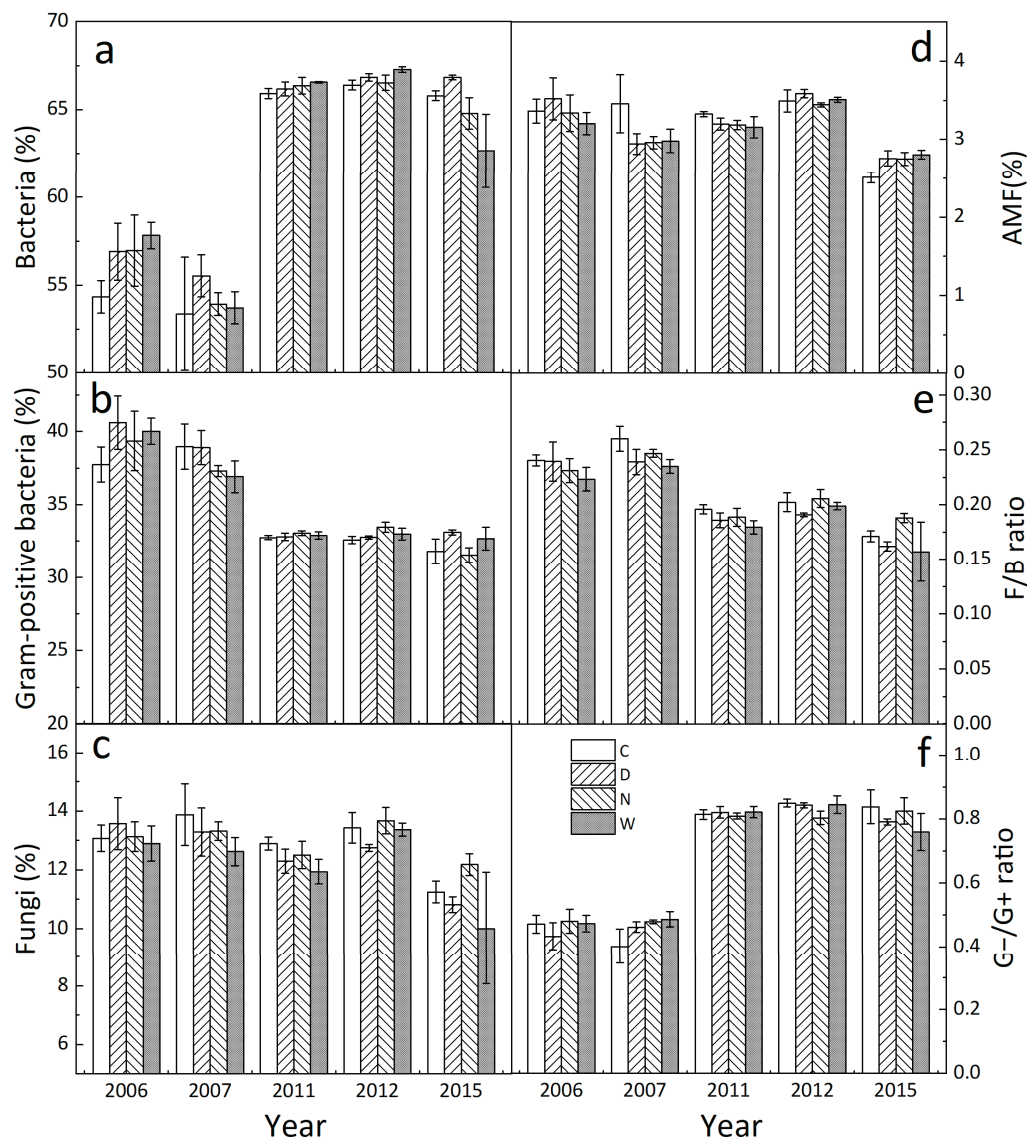 a
70
65
60
55
50
Bacteria (%)
d
4
3
2
1
0
AMF(%)
b
40
35
30
25
20
Gram-positive bacteria (%)
e
0.30
0.25
0.20
0.15
0.10
0.05
0.00
F/B ratio
c
16
14
12
10
8
6
Fungi (%)
f
C
D
N
W
1.0
0.8
0.6
0.4
0.2
0.0
G−/G+ ratio
2006 2007 2011 2012 2015
Year
2006 2007 2011 2012 2015
Year